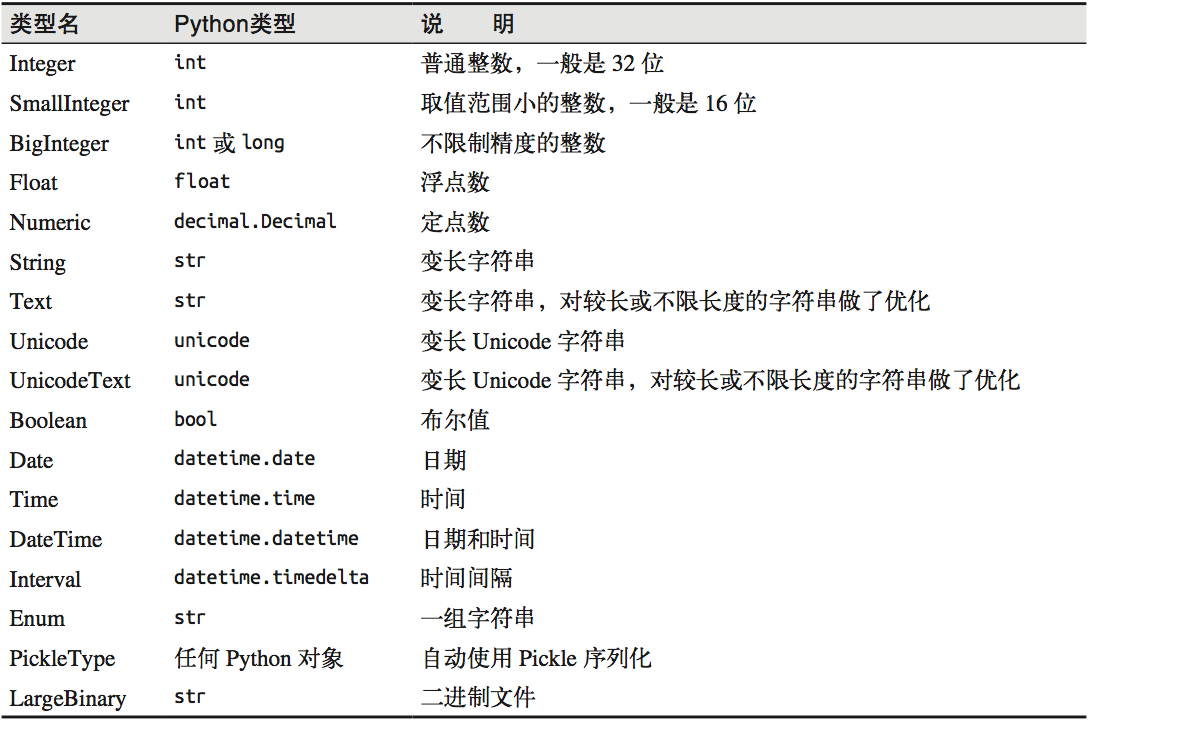 类型名 Python类型 说 明
Integer int 普通整数，一般是 32 位
SmallInteger int 取值范围小的整数，一般是 16 位
BigInteger int 或 long 不限制精度的整数
Float float 浮点数
Numeric decimal.Decimal 定点数
String str 变长字符串
Text str 变长字符串，对较长或不限长度的字符串做了优化
Unicode unicode 变长 Unicode 字符串
UnicodeText unicode 变长 Unicode 字符串，对较长或不限长度的字符串做了优化
Boolean bool 布尔值
Date datetime.date 日期
Time datetime.time 时间
DateTime datetime.datetime 日期和时间
Interval datetime.timedelta 时间间隔
Enum str 一组字符串
PickleType 任何 Python 对象 自动使用 Pickle 序列化
LargeBinary str 二进制文件